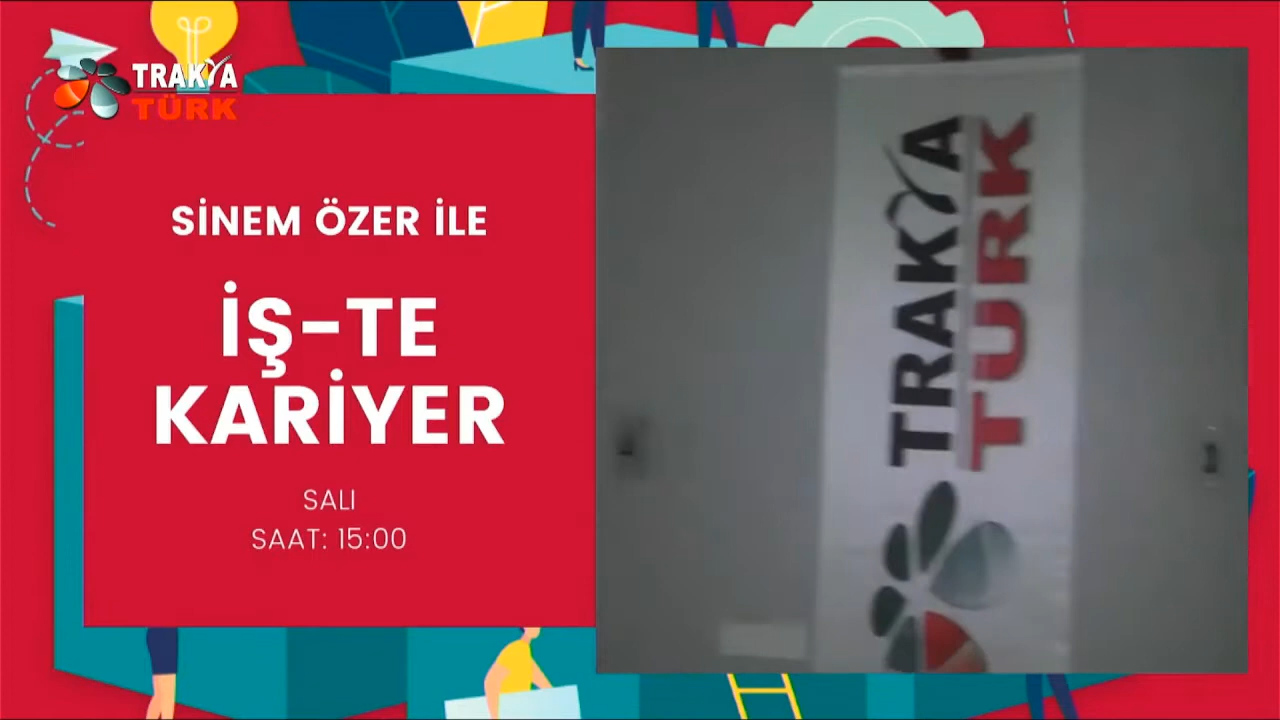 TRAKYA
TÜRK
SİNEM ÖZER İLE
İŞ-TE
KARİYER
SALI
SAAT: 15:00
TRAKYA
TÜRK